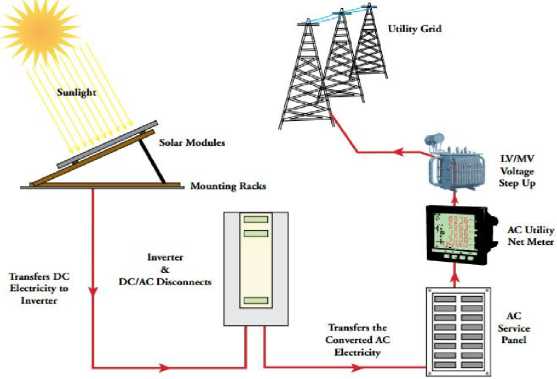 Utility Grid
Sunlight
Solar Modules
LV/MV
Voltage
Step Up
Mounting Racks
AC Utility
Net Meter
Inverter
&
DC/AC Disconnects
Transfers DC
Electricity to
Inverter
Transfers the
Converted AC
Electricity
AC
Service
Panel